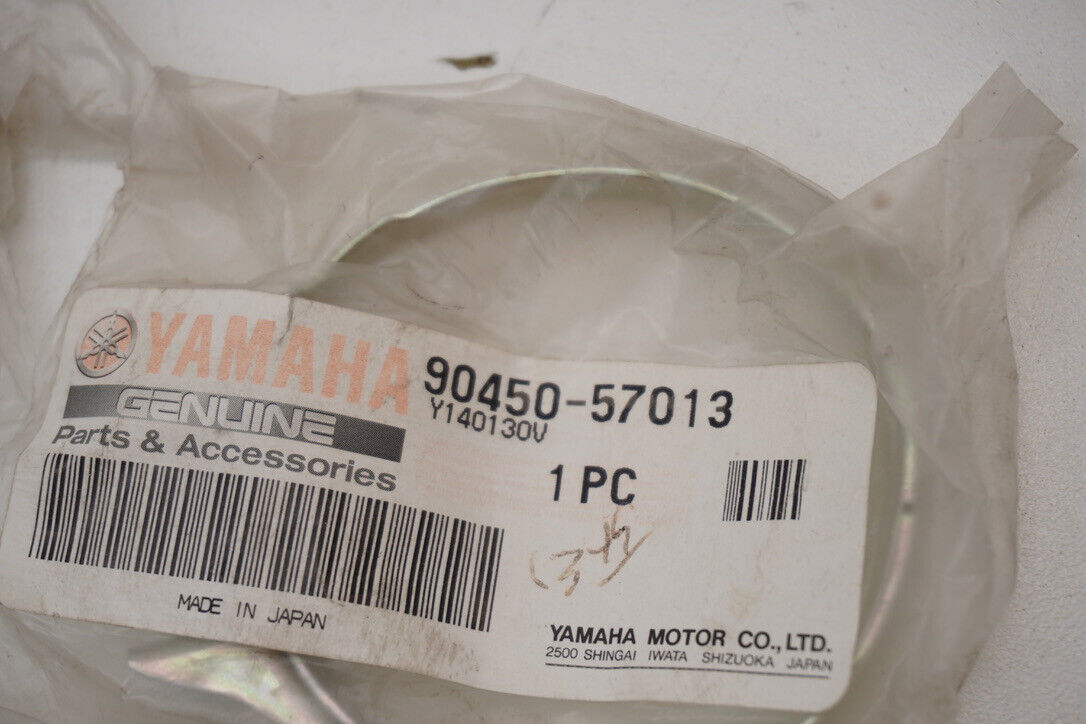 YAMAHA
GENUINE
Parts & Accessories
90450-57013
Y140130V
1 PC
MADE IN JAPAN
YAMAHA MOTOR CO., LTD.
2500 SHINGAI IWATA SHIZUOKA JAPAN